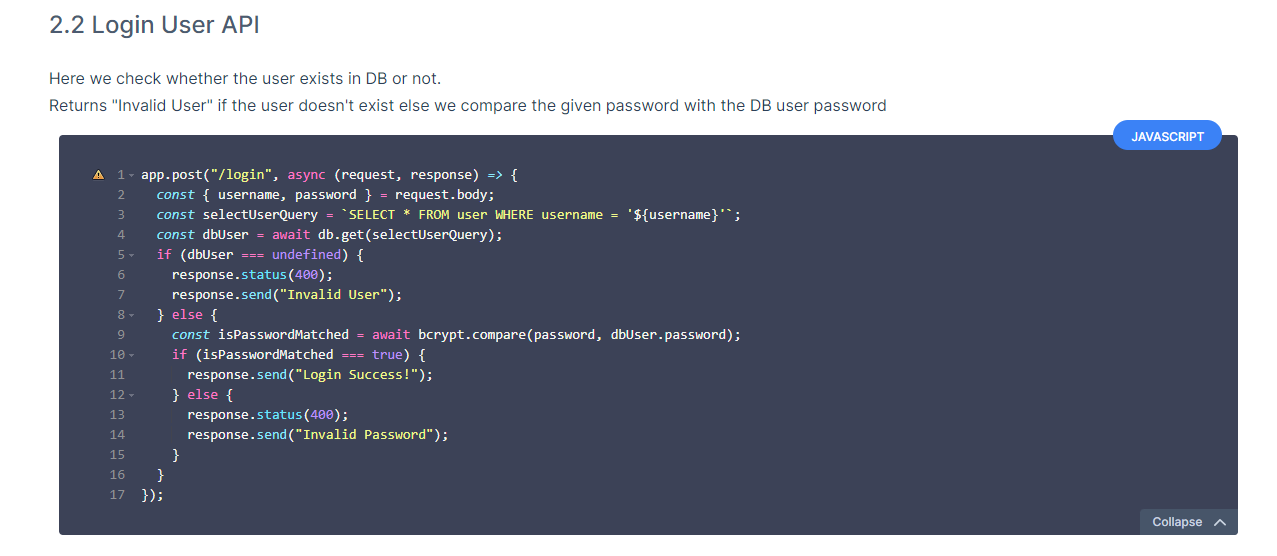 2.2 Login User API
Here we check whether the user exists in DB or not.
Returns "Invalid User" if the user doesn't exist else we compare the given password with the DB user password
JAVASCRIPT
1 app.post("/login", async (request, response) => {
2   const { username, password } = request.body;
3   const selectUserQuery = `SELECT * FROM user WHERE username = '${username}'`;
4   const dbUser = await db.get(selectUserQuery);
5   if (dbUser === undefined) {
6     response.status(400);
7     response.send("Invalid User");
8   } else {
9     const isPasswordMatched = await bcrypt.compare(password, dbUser.password);
10     if (isPasswordMatched === true) {
11       response.send("Login Success!");
12     } else {
13       response.status(400);
14       response.send("Invalid Password");
15     }
16   }
17 });
Collapse